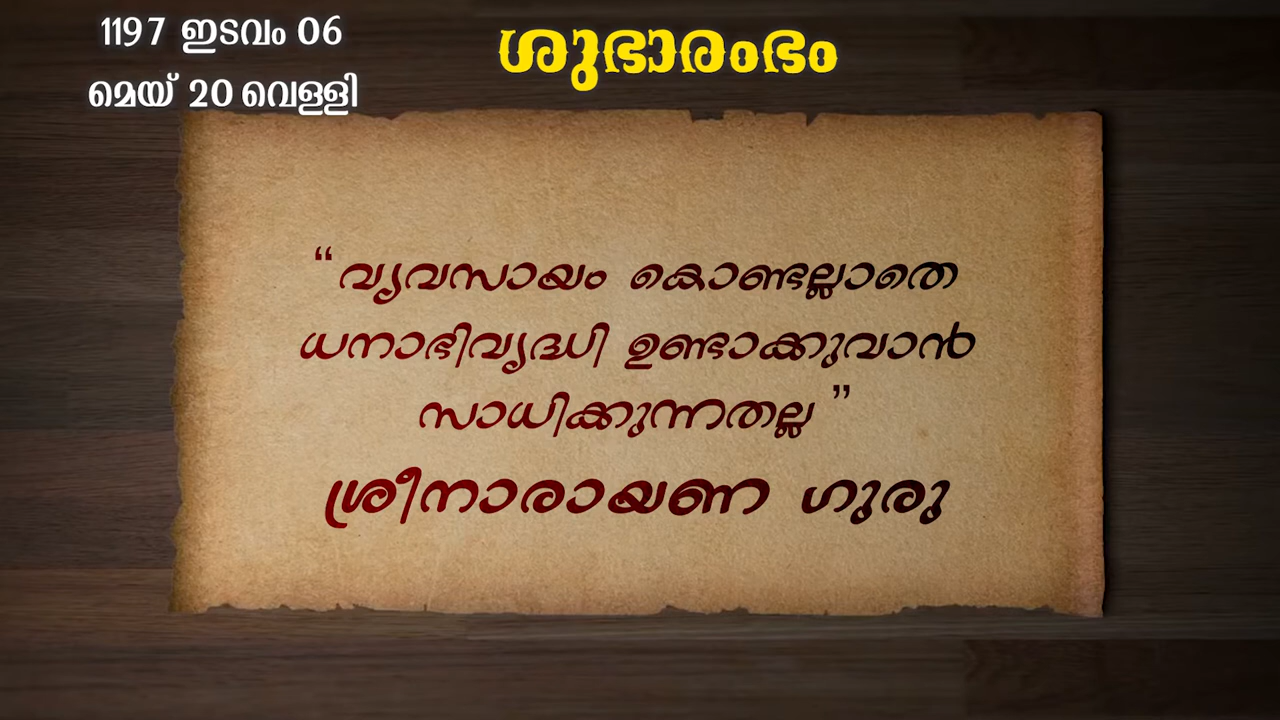 1197 ഇടവം 06
മെയ് 20 വെള്ളി
ശുഭാരംഭം
“വ്യവസായം കൊണ്ടല്ലാതെ
ധനാഭിവൃദ്ധി ഉണ്ടാക്കുവാൻ
സാധിക്കുന്നതല്ല”
ശ്രീനാരായണ ഗുരു